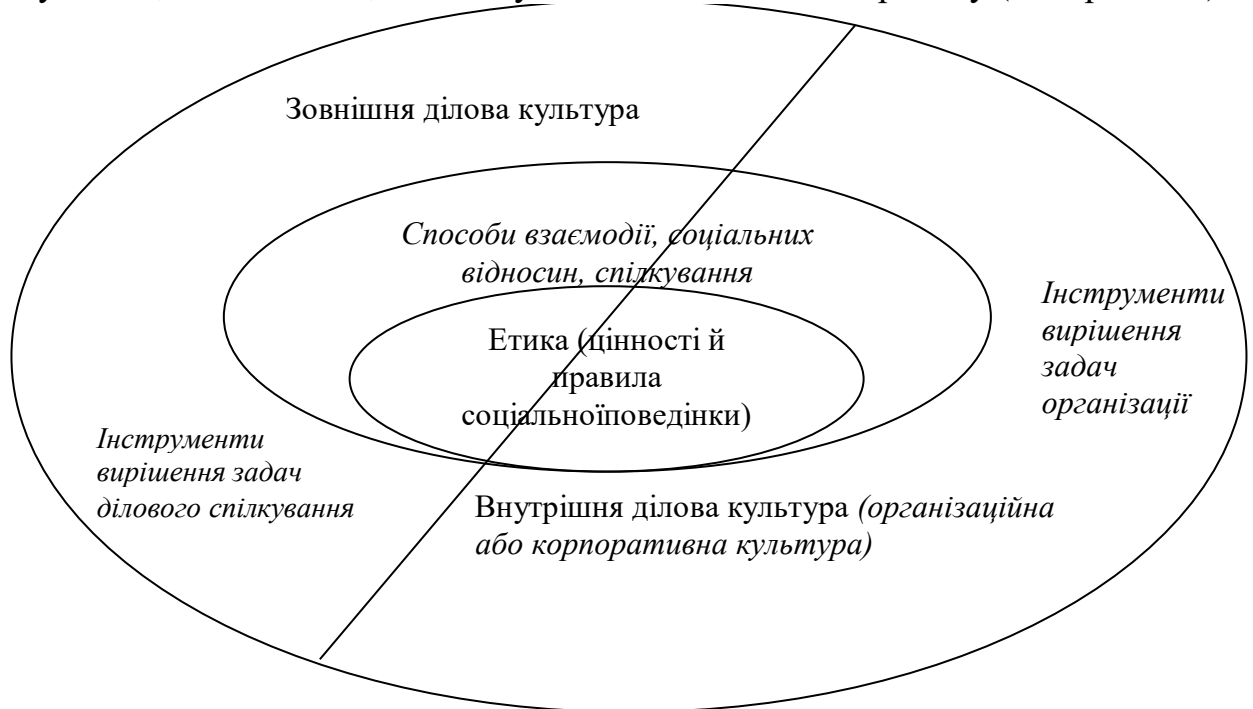 Зовнішня ділова культура
Способи взаємодії, соціальних
відносин, спілкування
Етика (цінності й
правила
соціальноїповедінки)
Інструменти
вирішення
задач
організації
Інструменти
вирішення задач
ділового спілкування
Внутрішня ділова культура (організаційна
або корпоративна культура)